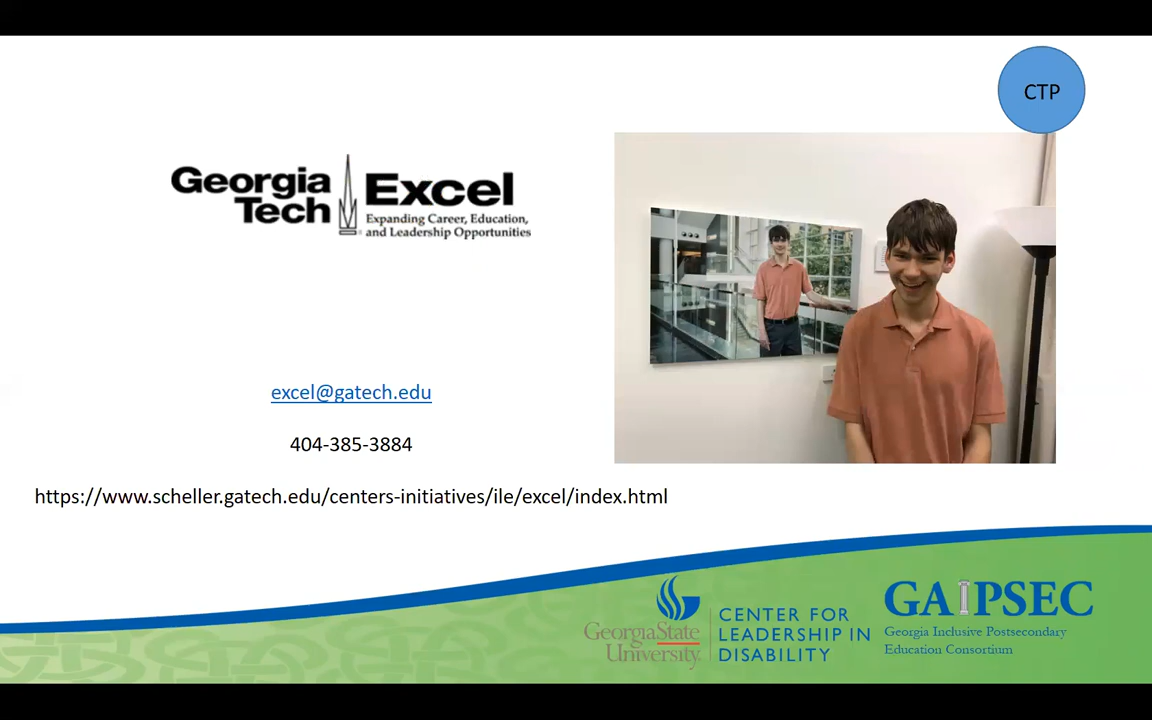 CTP
Georgia Tech
Excel
Expanding Career, Education,
and Leadership Opportunities
excel@gatech.edu
404-385-3884
https://www.scheller.gatech.edu/centers-initiatives/ile/excel/index.html
GeorgiaState
University
CENTER FOR
LEADERSHIP IN
DISABILITY
GAIPSEC
Georgia Inclusive Postsecondary
Education Consortium